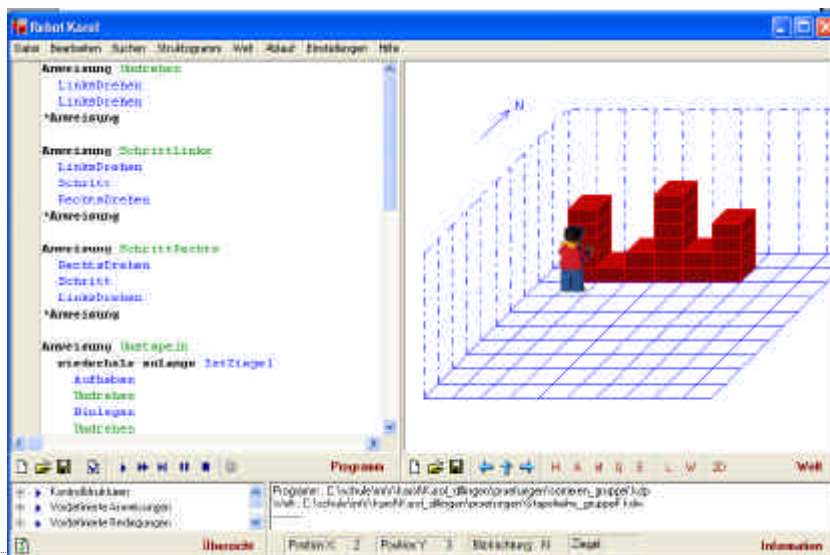 Robot Karol
Datei Bearbeiten Suchen Struktogramm Welt Ablauf Einstellungen Hilfe
Anweisung Umdrehen
LinksDrehen
LinksDrehen
*Anweisung
Anweisung SchrittLinks
LinksDrehen
Schritt
RechtsDrehen
*Anweisung
Anweisung SchrittRechts
RechtsDrehen
Schritt
LinksDrehen
*Anweisung
Anweisung Umstapeln
wiederhole solange IstZiegel
Aufheben
Umdrehen
Hinlegen
Umdrehen
N
Programm
Welt
Kontrollstrukturen
Vordefinierte Anweisungen
Vordefinierte Bedingungen
Übersicht
Programm:
Welt:
Position X: 2 Position Y: 3 Blickrichtung: N Ziegel:
Information